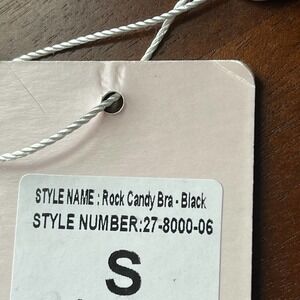 STYLE NAME : Rock Candy Bra - Black
STYLE NUMBER:27-8000-06
S